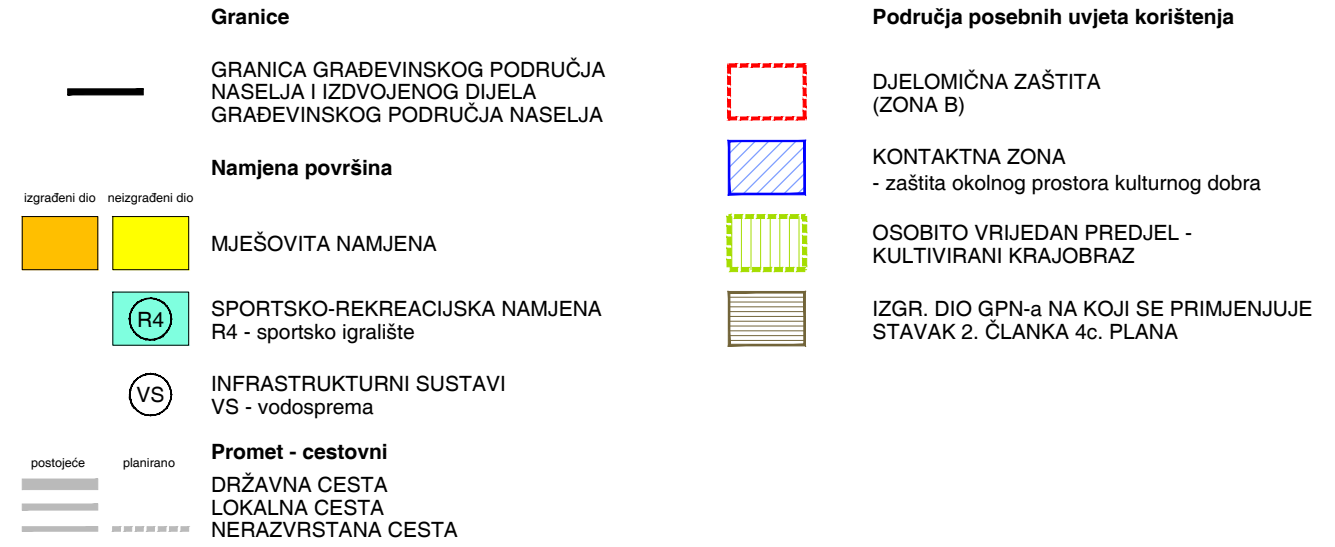 Granice
GRANICA GRAĐEVINSKOG PODRUČJA
NASELJA I IZDVOJENOG DIJELA
GRAĐEVINSKOG PODRUČJA NASELJA
Namjena površina
izgrađeni dio neizgrađeni dio
MJEŠOVITA NAMJENA
R4
SPORTSKO-REKREACIJSKA NAMJENA
R4 - sportsko igralište
VS
INFRASTRUKTURNI SUSTAVI
VS - vodosprema
Promet - cestovni
postojeće planirano
DRŽAVNA CESTA
LOKALNA CESTA
NERAZVRSTANA CESTA
Područja posebnih uvjeta korištenja
DJELOMIČNA ZAŠTITA
(ZONA B)
KONTAKTNA ZONA
- zaštita okolnog prostora kulturnog dobra
OSOBITO VRIJEDAN PREDJEL -
KULTIVIRANI KRAJOBRAZ
IZGR. DIO GPN-a NA KOJI SE PRIMJENJUJE
STAVAK 2. ČLANKA 4c. PLANA